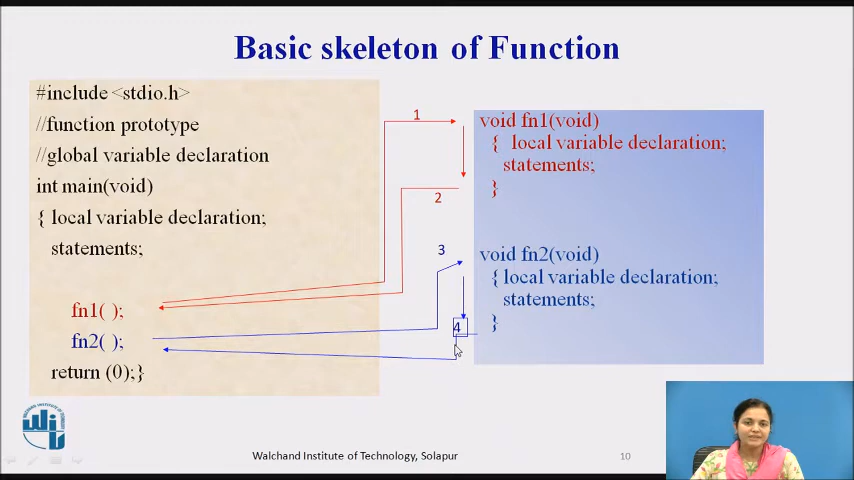 Basic skeleton of Function
#include <stdio.h>
//function prototype
//global variable declaration
int main(void)
{ local variable declaration;
statements;
fn1( );
fn2( );
return (0);}
1
2
3
4
void fn1(void)
{ local variable declaration;
statements;
}
void fn2(void)
{ local variable declaration;
statements;
}
Walchand Institute of Technology, Solapur
10